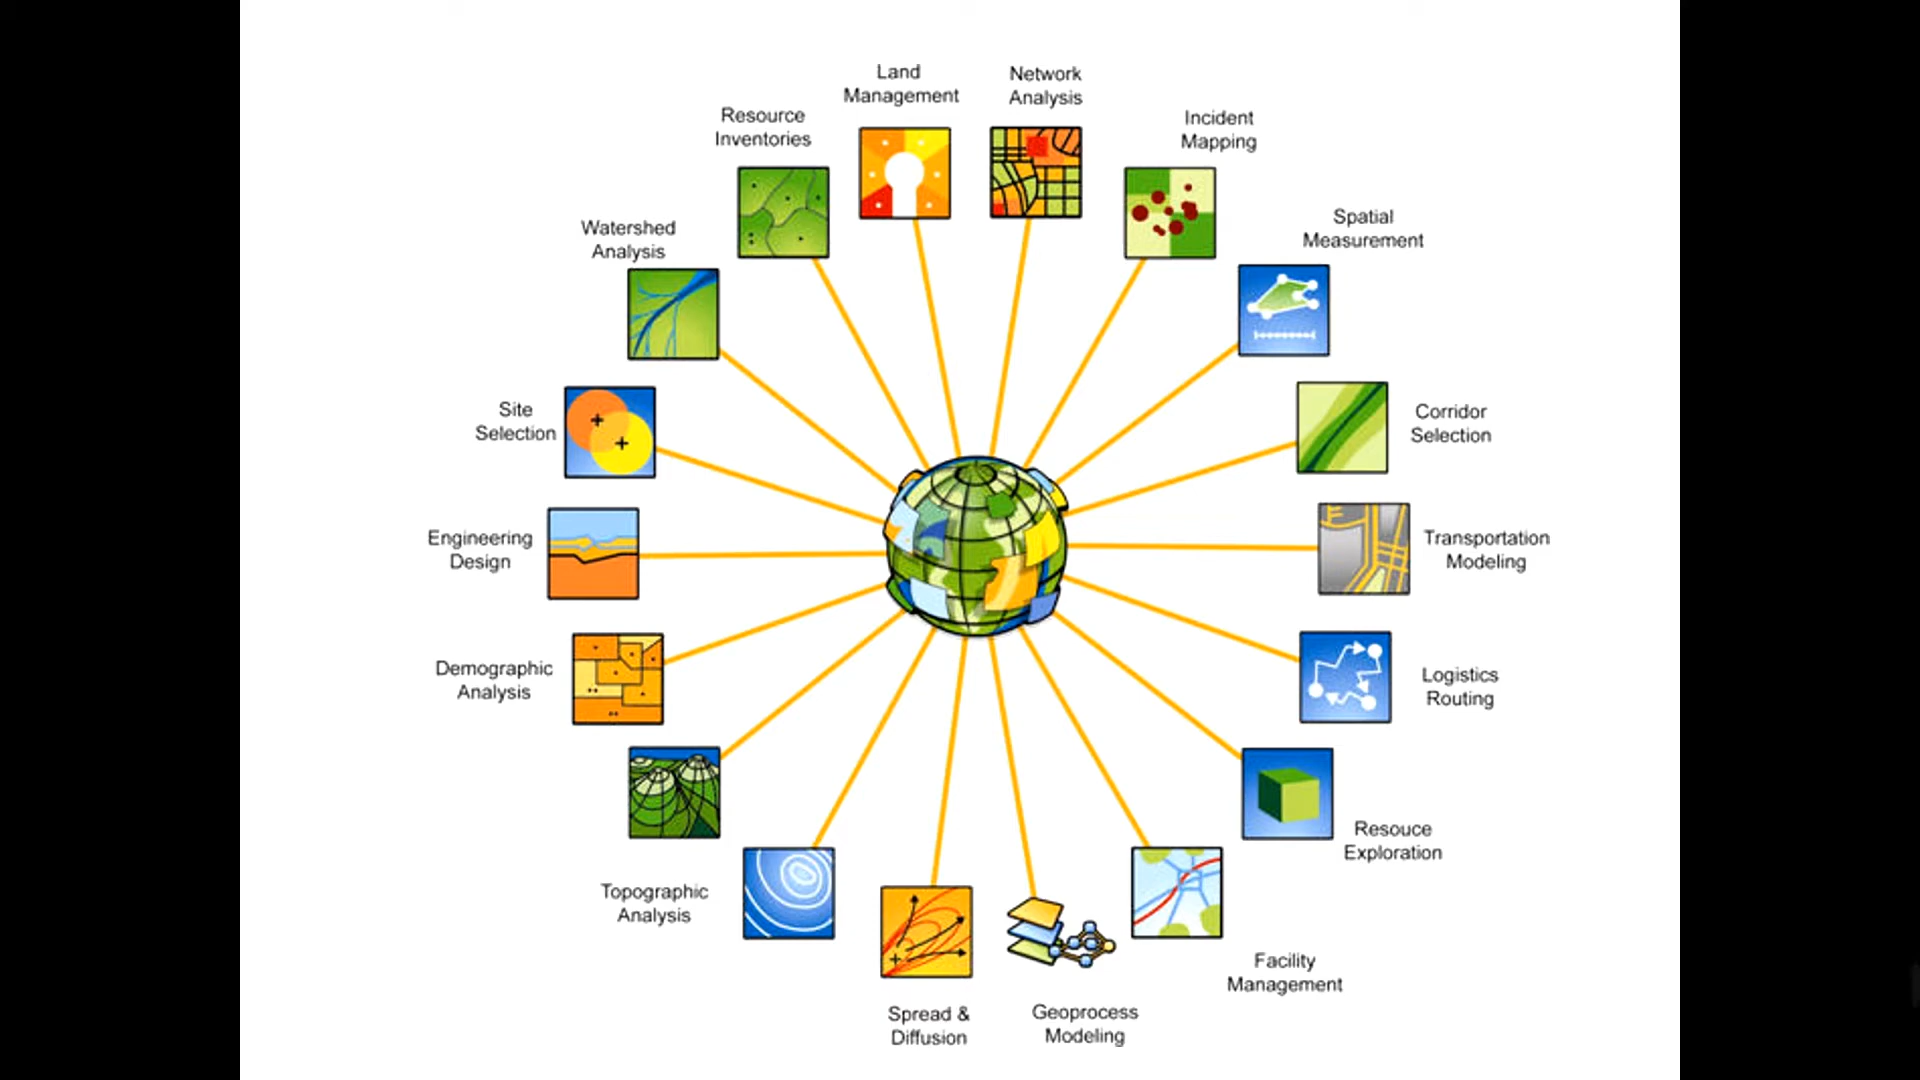 Land
Management
Network
Analysis
Resource
Inventories
Incident
Mapping
Watershed
Analysis
Spatial
Measurement
Site
Selection
Corridor
Selection
Engineering
Design
Transportation
Modeling
Demographic
Analysis
Logistics
Routing
Resouce
Exploration
Topographic
Analysis
Facility
Management
Spread &
Diffusion
Geoprocess
Modeling